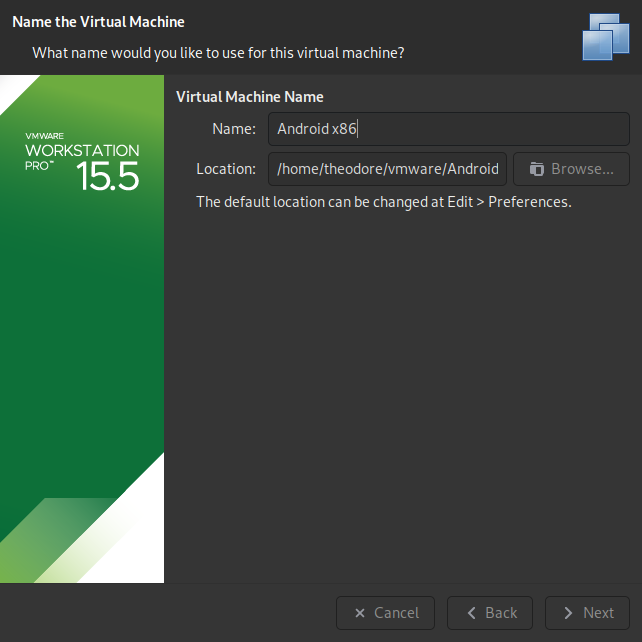 Name the Virtual Machine
What name would you like to use for this virtual machine?
VMWARE
WORKSTATION
PRO™
15.5
Virtual Machine Name
Name: Android x86
Location: /home/theodore/vmware/Android Browse...
The default location can be changed at Edit > Preferences.
Cancel Back Next